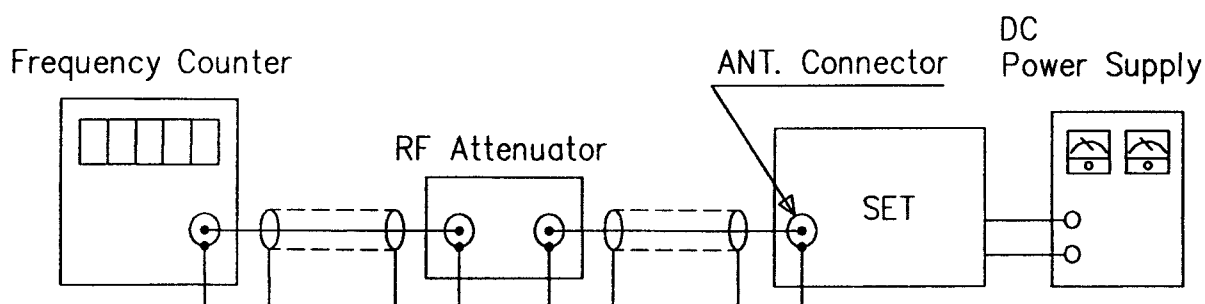 DC
Power Supply
Frequency Counter
ANT. Connector
RF Attenuator
SET